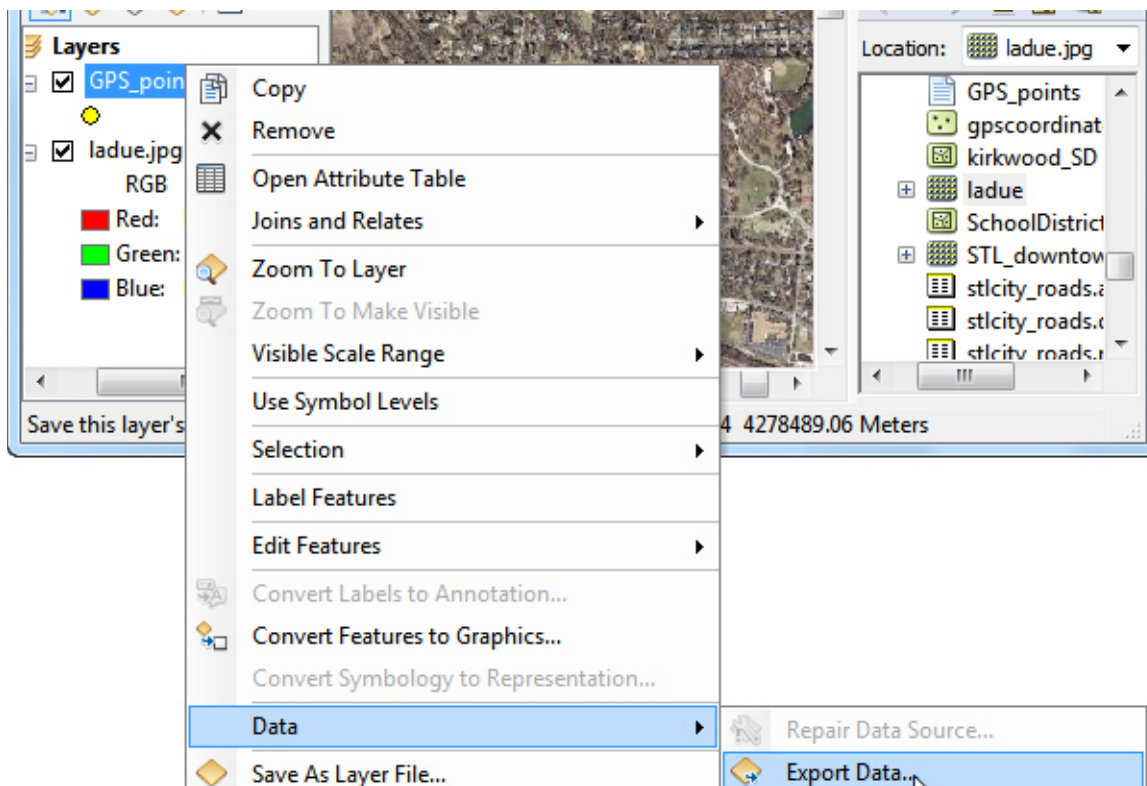 Layers
GPS_poin
ladue.jpg
RGB
Red:
Green:
Blue:
Save this layer's
Copy
Remove
Open Attribute Table
Joins and Relates
Zoom To Layer
Zoom To Make Visible
Visible Scale Range
Use Symbol Levels
Selection
Label Features
Edit Features
Convert Labels to Annotation...
Convert Features to Graphics...
Convert Symbology to Representation...
Data
Save As Layer File...
Repair Data Source...
Export Data...
Location: ladue.jpg
GPS_points
gpscoordinat
kirkwood_SD
ladue
SchoolDistrict
STL_downtow
stlcity_roads.a
stlcity_roads.d
stlcity_roads.p
4 4278489.06 Meters